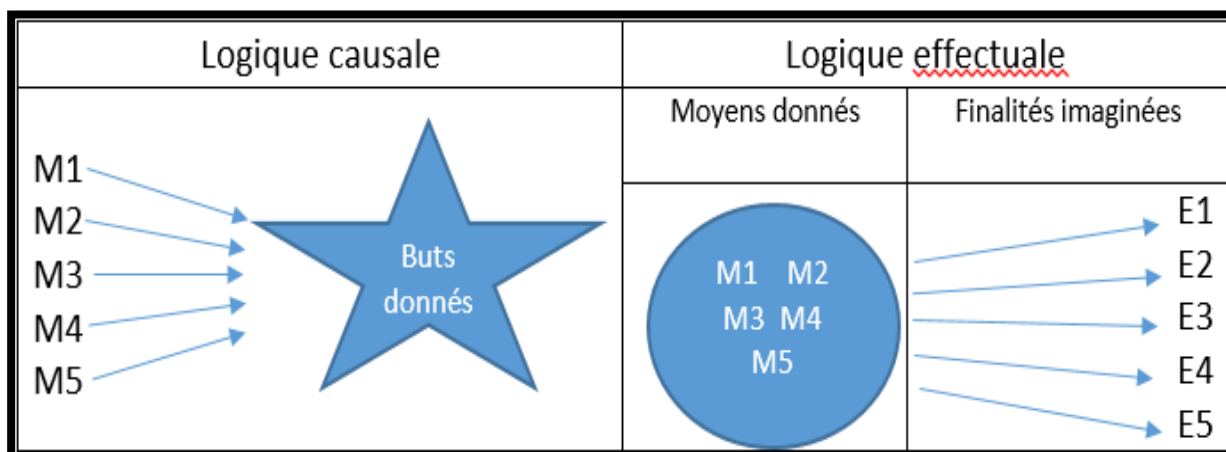 Logique causale
Logique effectuale
Moyens donnés
Finalités imaginées
M1
M2
M3
M4
M5
Buts
donnés
M1 M2
M3 M4
M5
E1
E2
E3
E4
E5